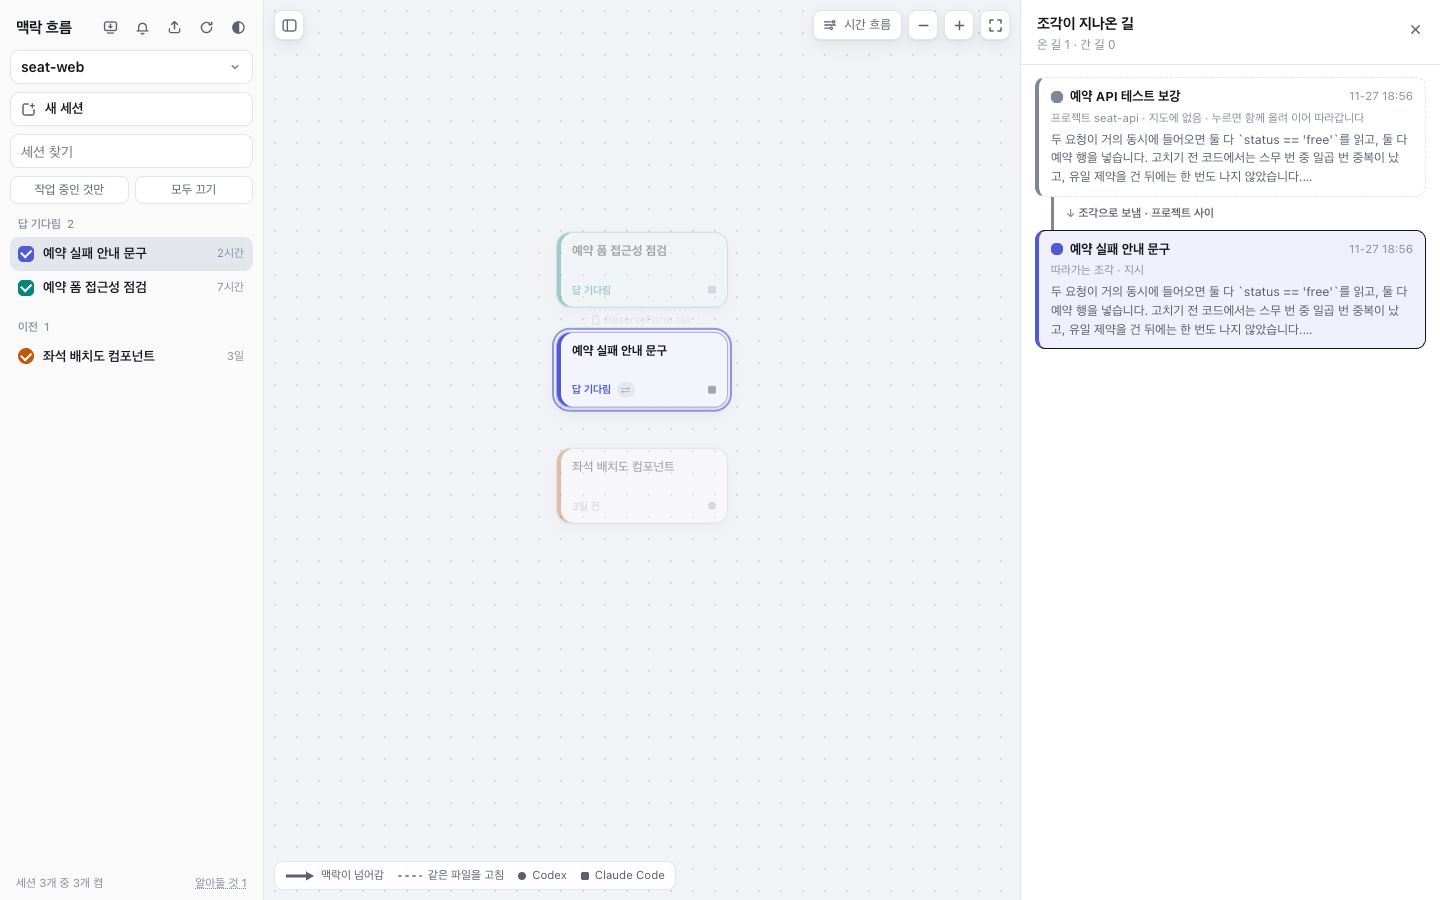 맥락 흐름
seat-web
새 세션
세션 찾기
작업 중인 것만
모두 끄기
답 기다림 2
예약 실패 안내 문구 2시간
예약 폼 접근성 점검 7시간
이전 1
좌석 배치도 컴포넌트 3일
세션 3개 중 3개 켬
알아둘 것 1
시간 흐름
예약 폼 접근성 점검
답 기다림
ReserveForm.tsx
예약 실패 안내 문구
답 기다림
좌석 배치도 컴포넌트
3일 전
맥락이 넘어감
같은 파일을 고침
Codex
Claude Code
조각이 지나온 길
온 길 1 · 간 길 0
예약 API 테스트 보강 11-27 18:56
프로젝트 seat-api · 지도에 없음 · 누르면 함께 올려 이어 따라갑니다
두 요청이 거의 동시에 들어오면 둘 다 `status == 'free'`를 읽고, 둘 다
예약 행을 넣습니다. 고치기 전 코드에서는 스무 번 중 일곱 번 중복이 났
고, 유일 제약을 건 뒤에는 한 번도 나지 않았습니다....
↓ 조각으로 보냄 · 프로젝트 사이
예약 실패 안내 문구 11-27 18:56
따라가는 조각 · 지시
두 요청이 거의 동시에 들어오면 둘 다 `status == 'free'`를 읽고, 둘 다
예약 행을 넣습니다. 고치기 전 코드에서는 스무 번 중 일곱 번 중복이 났
고, 유일 제약을 건 뒤에는 한 번도 나지 않았습니다....